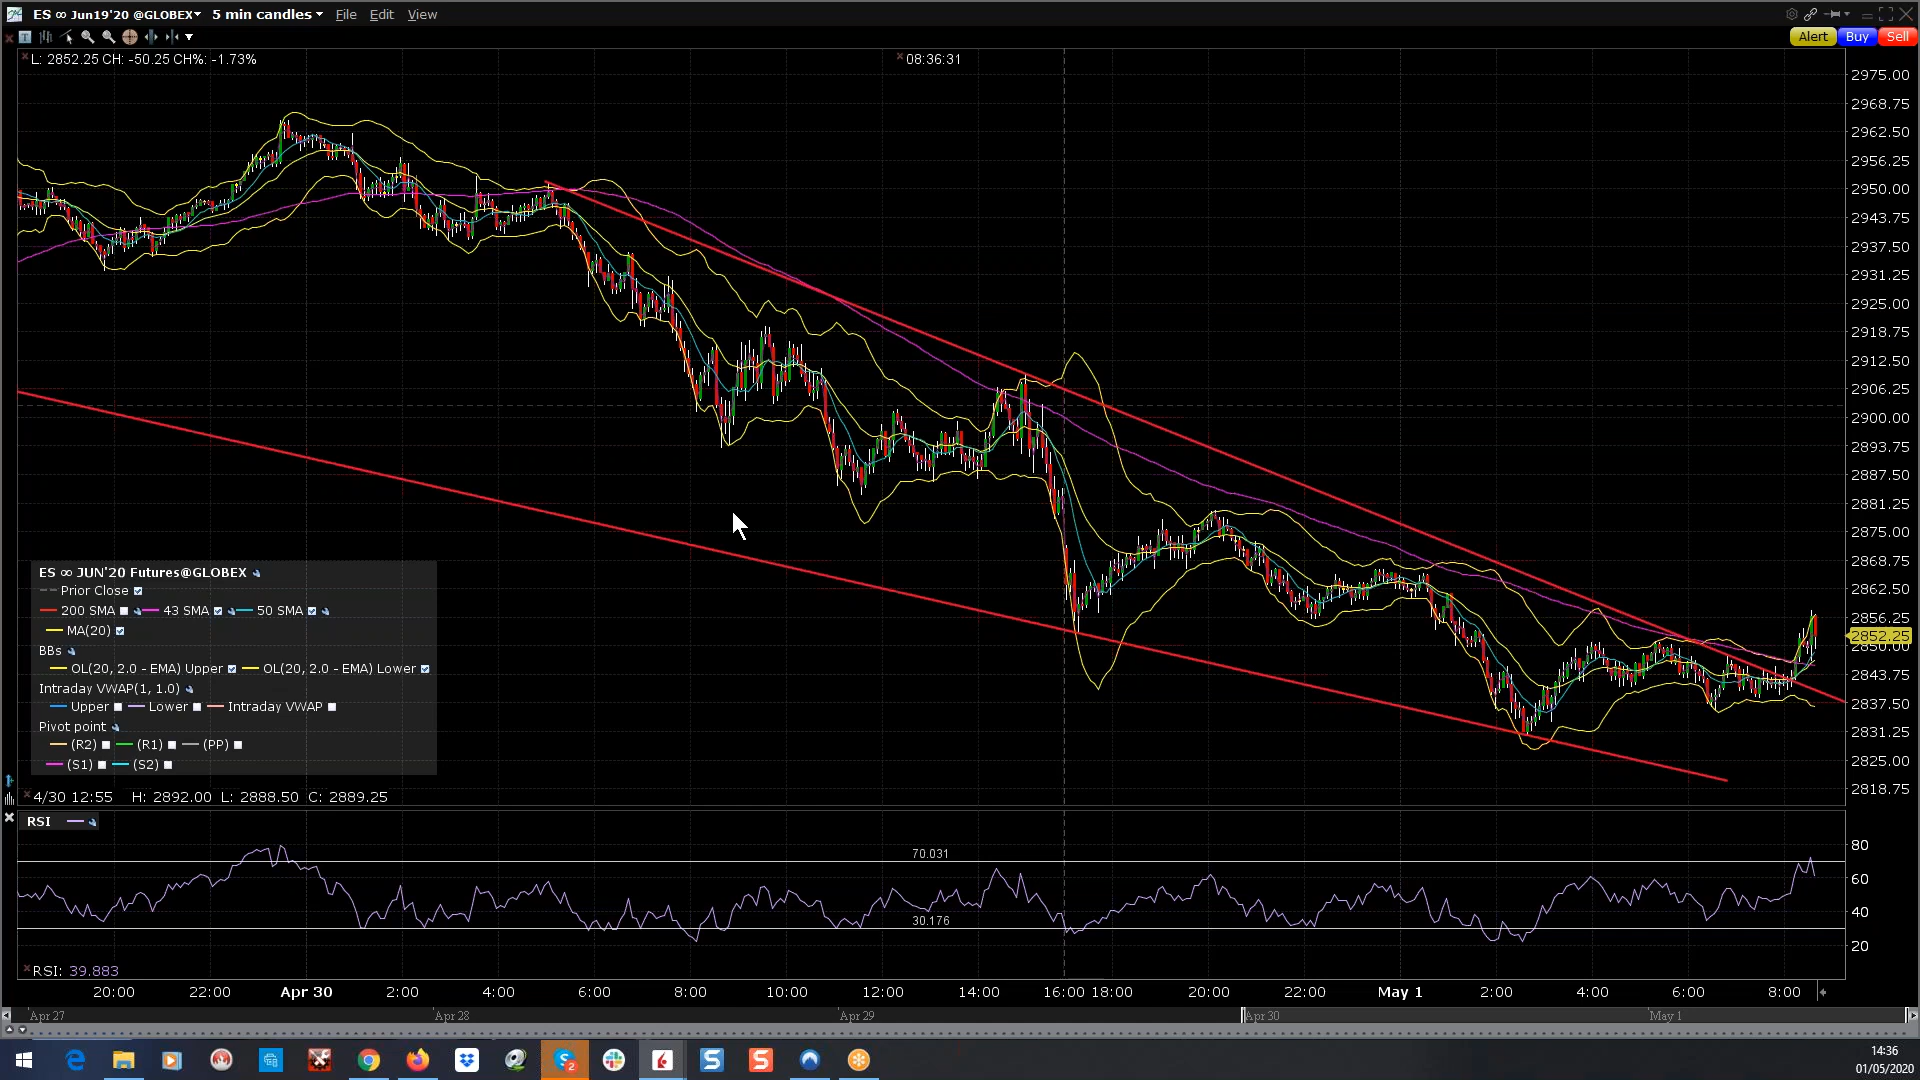 ES ∞ Jun19'20 @GLOBEX 5 min candles File Edit View
Alert Buy Sell
L: 2852.25 CH: -50.25 CH%: -1.73%
08:36:31
2975.00
2968.75
2962.50
2956.25
2950.00
2943.75
2937.50
2931.25
2925.00
2918.75
2912.50
2906.25
2900.00
2893.75
2887.50
2881.25
2875.00
2868.75
2862.50
2856.25
2852.25
2850.00
2843.75
2837.50
2831.25
2825.00
2818.75
ES ∞ JUN'20 Futures@GLOBEX
Prior Close
200 SMA 43 SMA 50 SMA
MA(20)
BBs
OL(20, 2.0 - EMA) Upper OL(20, 2.0 - EMA) Lower
Intraday VWAP(1, 1.0)
Upper Lower Intraday VWAP
Pivot point
(R2) (R1) (PP)
(S1) (S2)
4/30 12:55 H: 2892.00 L: 2888.50 C: 2889.25
RSI
70.031
30.176
80
60
40
20
RSI: 39.883
20:00 22:00 Apr 30 2:00 4:00 6:00 8:00 10:00 12:00 14:00 16:00 18:00 20:00 22:00 May 1 2:00 4:00 6:00 8:00
Apr 27 Apr 28 Apr 29 Apr 30 May 1
2
14:36
01/05/2020